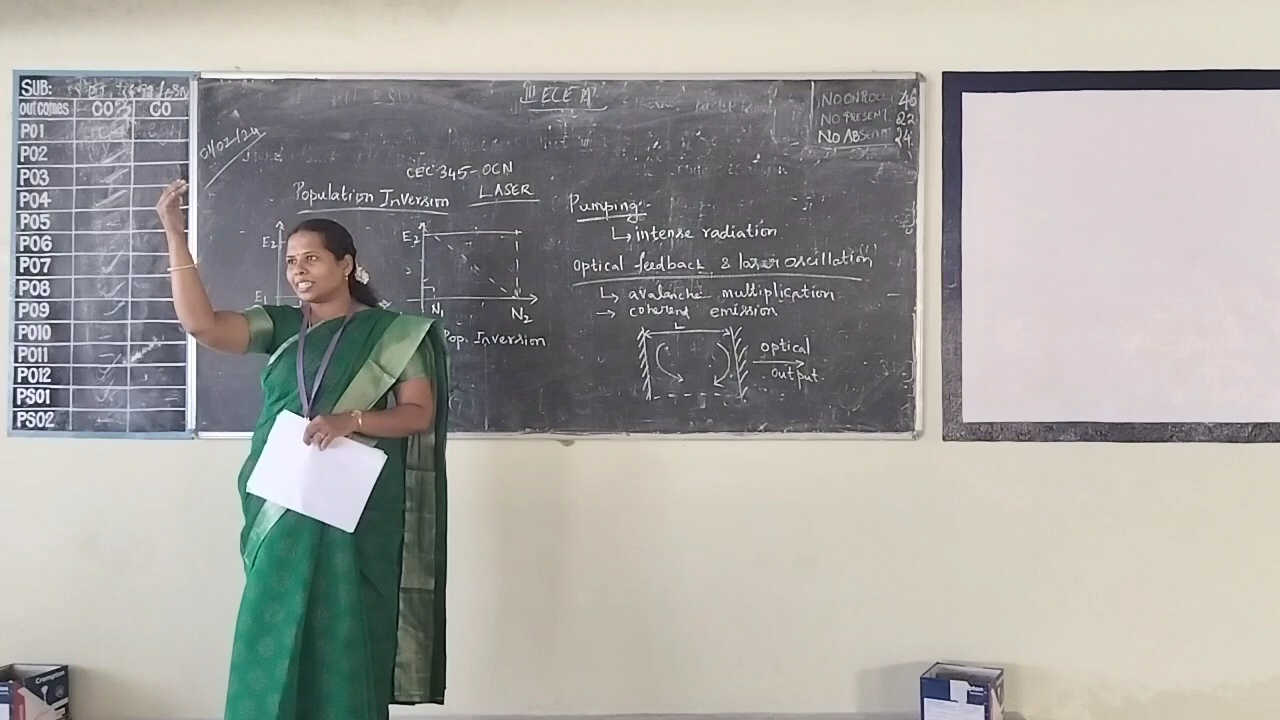 SUB:
OUTCOMES CO CO
PO1
PO2
PO3
PO4
PO5
PO6
PO7
PO8
PO9
PO10
PO11
PO12
PSO1
PSO2
01/02/24
III ECE A
NO ON ROLL 46
NO PRESENT 22
NO ABSENT 24
CEC 345-OCN
LASER
Population Inversion
E2
E1
E2
N1
N2
Pop. Inversion
Pumping:
↳ intense radiation
Optical feedback & laser oscillation
↳ avalanche multiplication
→ coherent emission
L
optical
output
Crompton